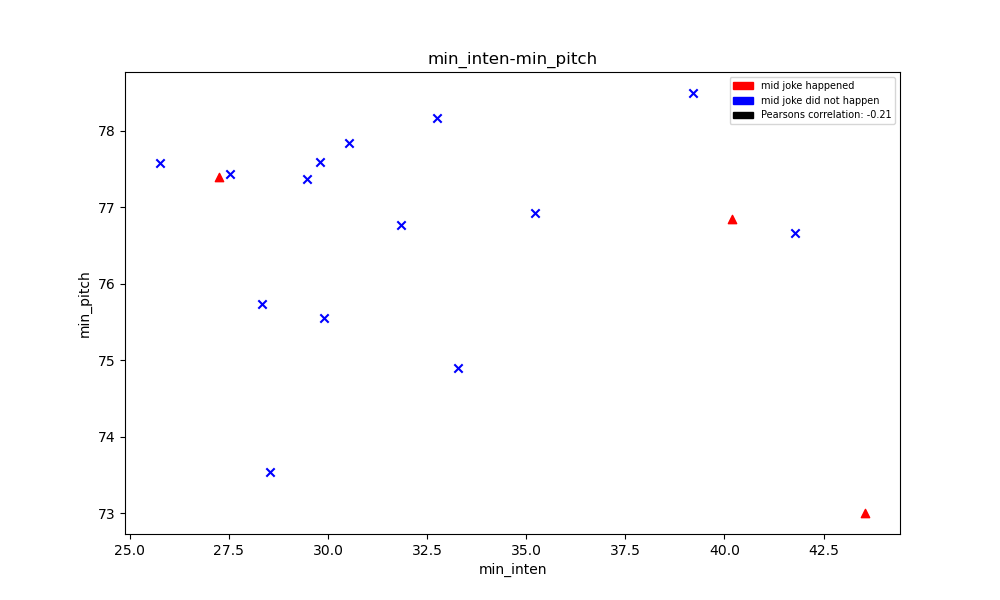 min_inten-min_pitch
mid joke happened
mid joke did not happen
Pearsons correlation: -0.21
78
77
76
75
74
73
min_pitch
25.0 27.5 30.0 32.5 35.0 37.5 40.0 42.5
min_inten